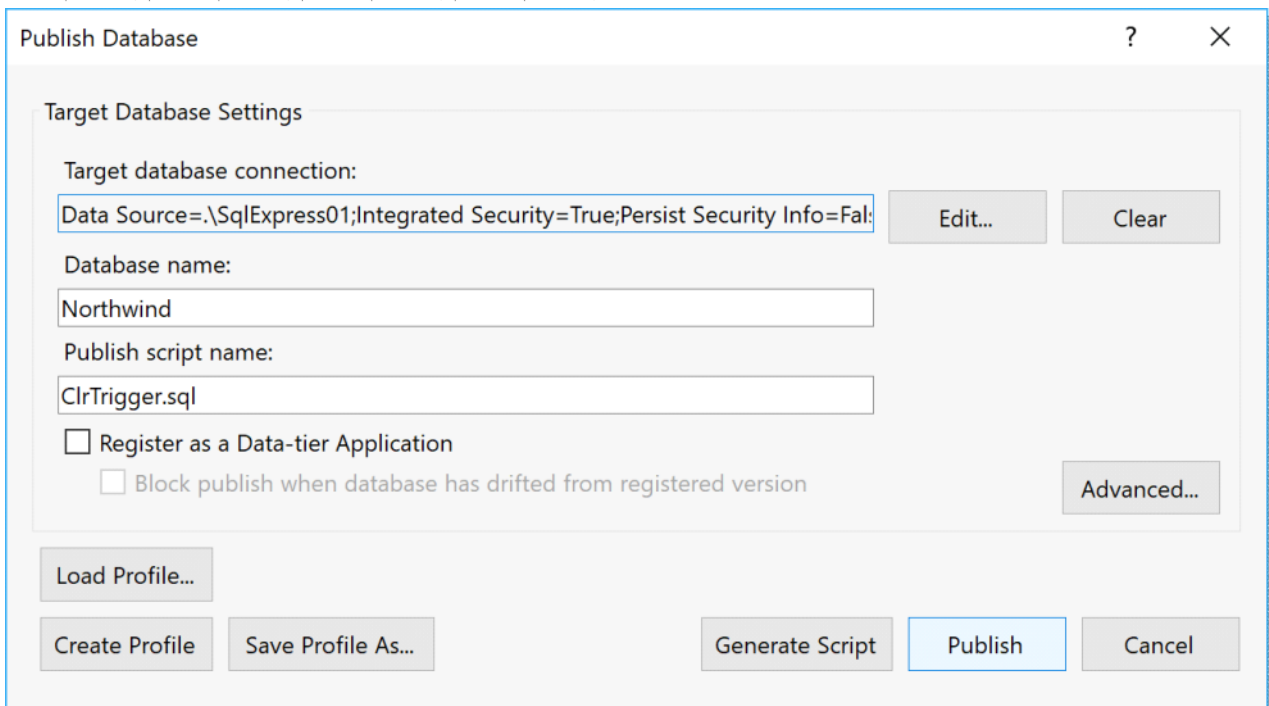 Publish Database ?
Target Database Settings
Target database connection:
Data Source=.\SqlExpress01;Integrated Security=True;Persist Security Info=Fal
Edit...
Clear
Database name:
Northwind
Publish script name:
ClrTrigger.sql
Register as a Data-tier Application
Block publish when database has drifted from registered version
Advanced...
Load Profile...
Create Profile
Save Profile As...
Generate Script
Publish
Cancel